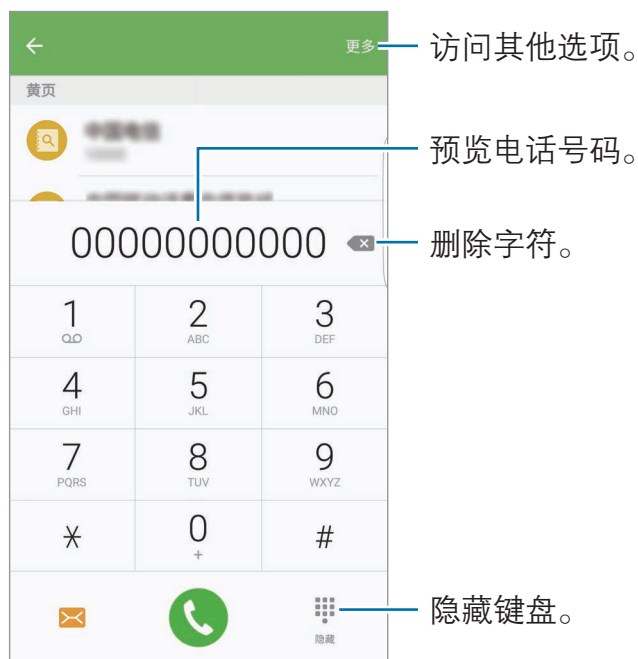 更多
访问其他选项。
黄页
预览电话号码。
00000000000
删除字符。
1 2 3
ABC DEF
4 5 6
GHI JKL MNO
7 8 9
PQRS TUV WXYZ
* 0 #
+
隐藏键盘。
隐藏